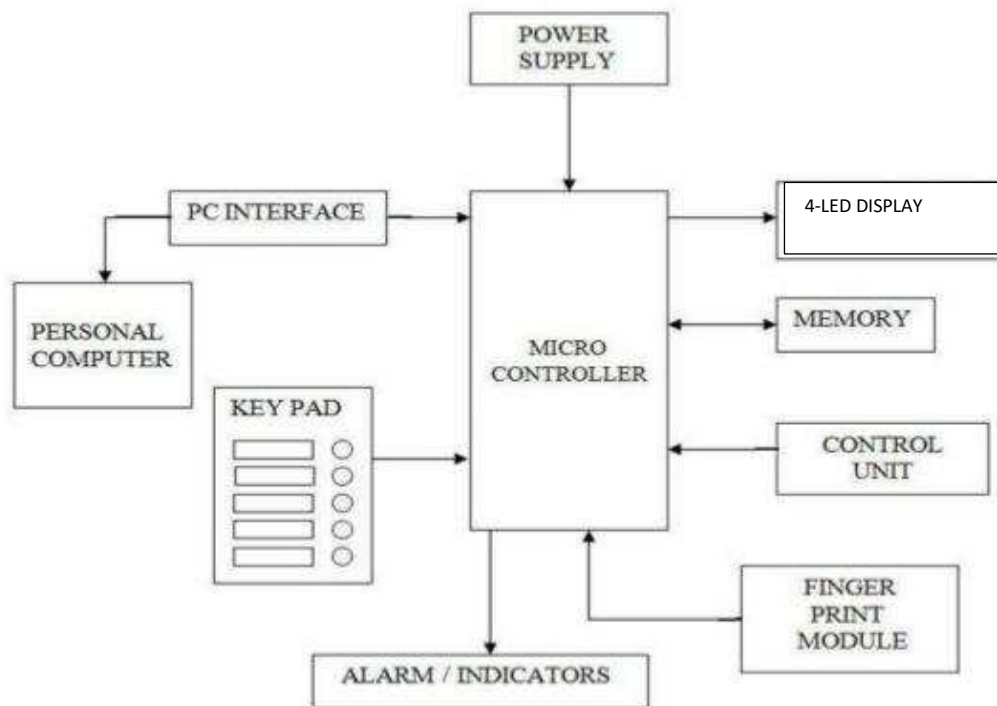 POWER
SUPPLY
PC INTERFACE
4-LED DISPLAY
PERSONAL
COMPUTER
MEMORY
MICRO
CONTROLLER
KEY PAD
CONTROL
UNIT
FINGER
PRINT
MODULE
ALARM / INDICATORS